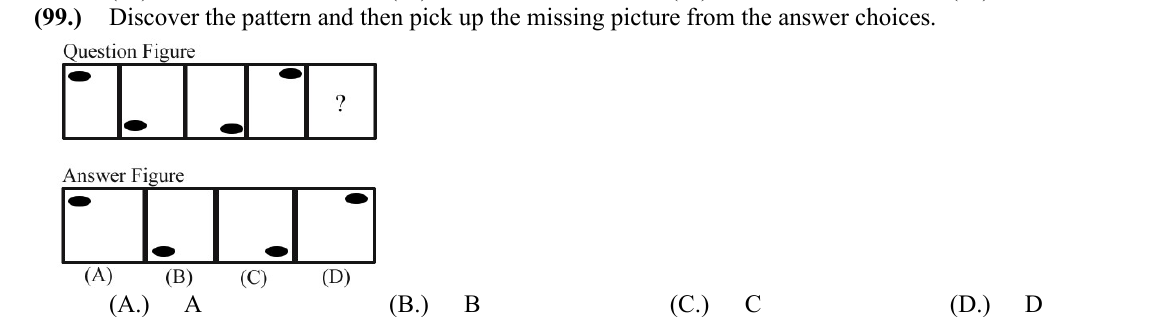 (99.) Discover the pattern and then pick up the missing picture from the answer choices.
Question Figure
?
Answer Figure
(A) (B) (C) (D)
(A.) A (B.) B (C.) C (D.) D